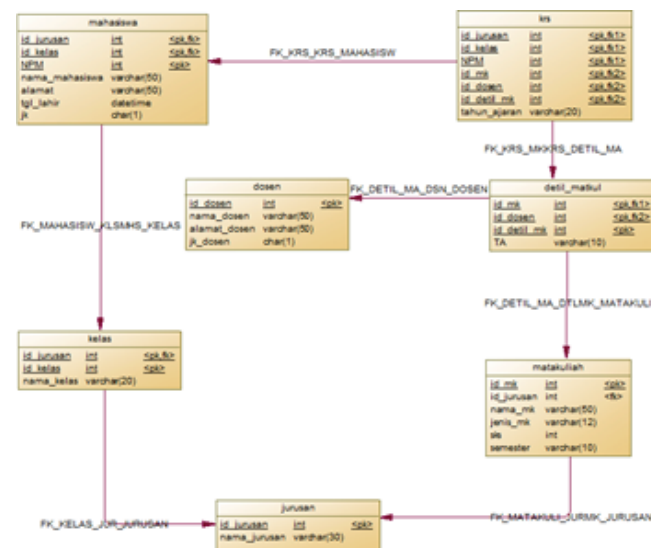 mahasiswa
id_jurusan int <pk,fk>
id_kelas int <pk,fk>
NPM int <pk>
nama_mahasiswa varchar(50)
alamat varchar(50)
tgl_lahir datetime
jk char(1)
FK_KRS_KRS_MAHASISW
krs
id_jurusan int <pk,fk1>
id_kelas int <pk,fk1>
NPM int <pk,fk1>
id_mk int <pk,fk2>
id_dosen int <pk,fk2>
id_detil_mk int <pk,fk2>
tahun_ajaran varchar(20)
FK_KRS_MKKRS_DETIL_MA
dosen
id_dosen int <pk>
nama_dosen varchar(50)
alamat_dosen varchar(50)
jk_dosen char(1)
FK_DETIL_MA_DSN_DOSEN
detil_matkul
id_mk int <pk,fk1>
id_dosen int <pk,fk2>
id_detil_mk int <pk>
TA varchar(10)
FK_MAHASISW_KLSMHS_KELAS
FK_DETIL_MA_DTLMK_MATAKULI
kelas
id_jurusan int <pk,fk>
id_kelas int <pk>
nama_kelas varchar(20)
matakuliah
id_mk int <pk>
id_jurusan int <fk>
nama_mk varchar(50)
jenis_mk varchar(12)
sks int
semester varchar(10)
FK_KELAS_JUR_JURUSAN
jurusan
id_jurusan int <pk>
nama_jurusan varchar(30)
FK_MATAKULI_JURMK_JURUSAN